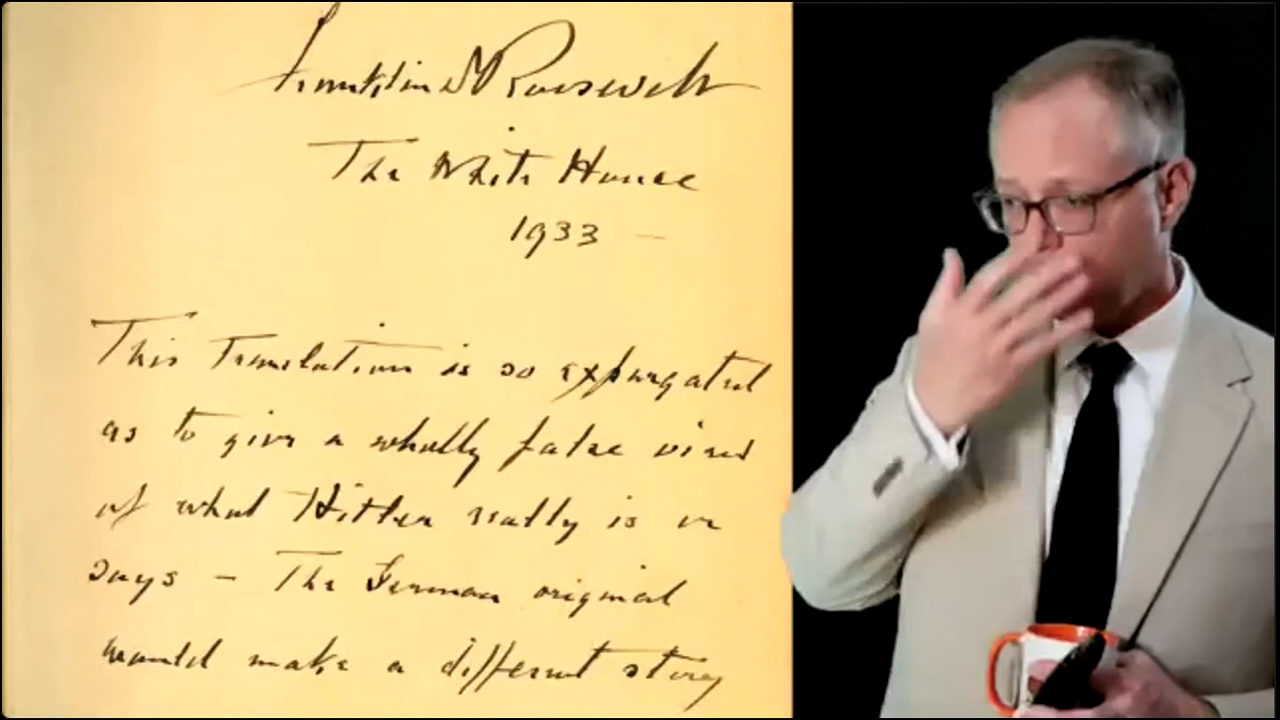 Franklin D Roosevelt
The White House
1933 -
This translation is so expurgated
as to give a wholly false view
of what Hitler really is or
says - The German original
would make a different story